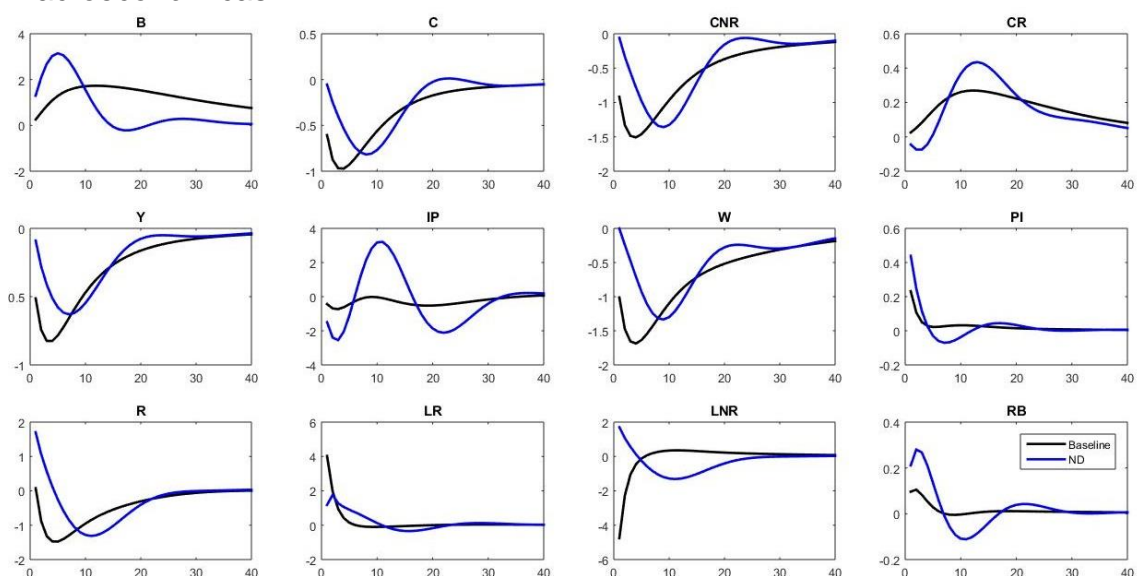 B C CNR CR
4 0.5 0 0.6
2 0 -0.5 0.4
0 -0.5 -1 0.2
-1.5 0
-2 -1 -2 -0.2
0 10 20 30 40 0 10 20 30 40 0 10 20 30 40 0 10 20 30 40
Y IP W PI
0 4 0 0.6
2 -0.5 0.4
0.5 0 -1 0.2
-2 -1.5 0
-1 -4 -2 -0.2
0 10 20 30 40 0 10 20 30 40 0 10 20 30 40 0 10 20 30 40
R LR LNR RB
2 6 2 0.4
1 4 0 0.2
Baseline
ND
0 2 -2
-1 0 -4 0
-2 -2 -6 -0.2
0 10 20 30 40 0 10 20 30 40 0 10 20 30 40 0 10 20 30 40